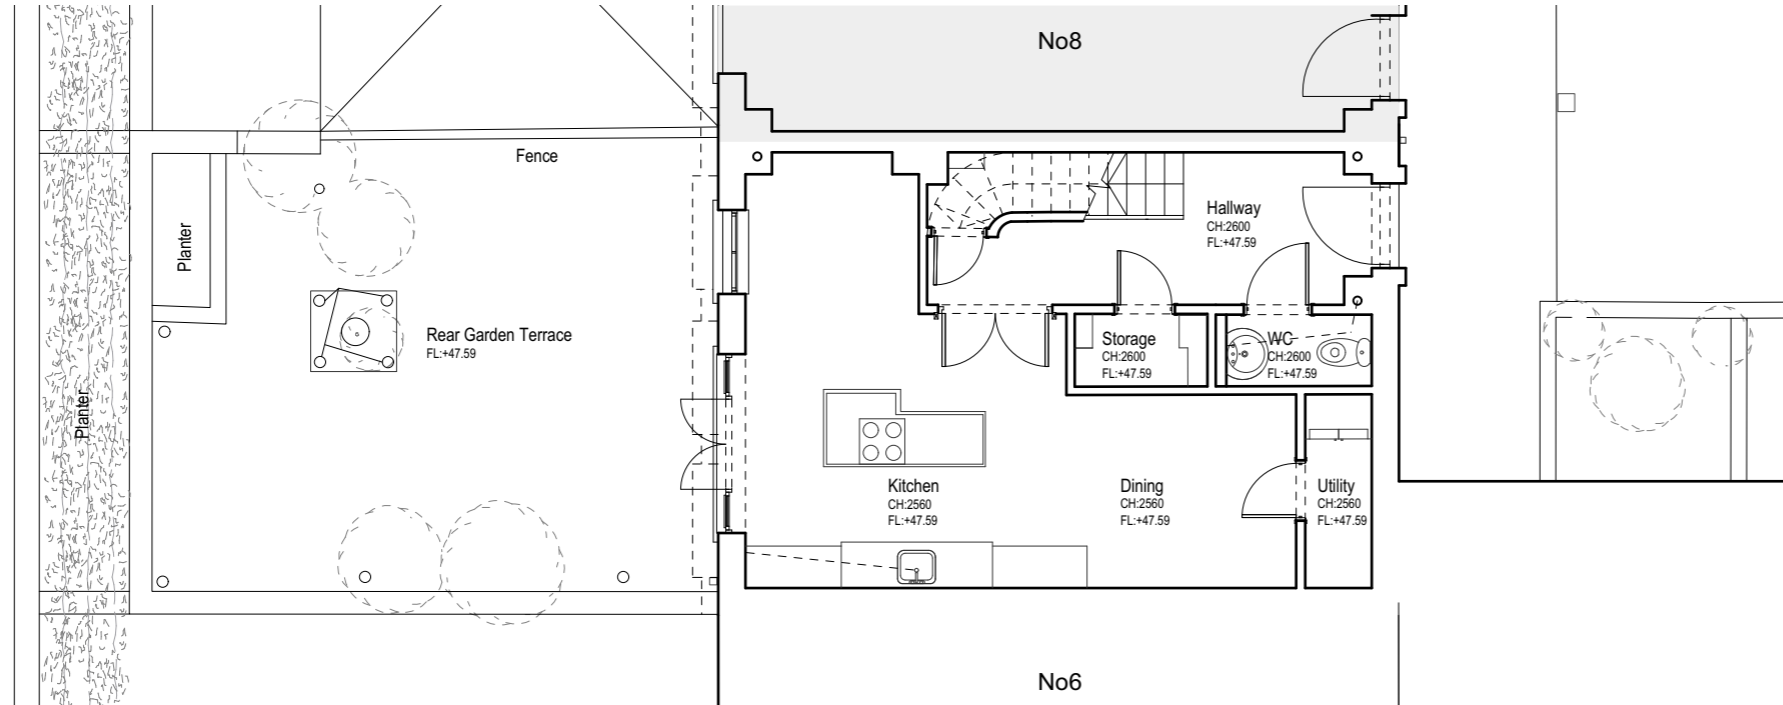 No8
Fence
Planter
Hallway
CH:2600
FL:+47.59
Rear Garden Terrace
FL:+47.59
Storage
CH:2600
FL:+47.59
WC
CH:2600
FL:+47.59
Planter
Kitchen
CH:2560
FL:+47.59
Dining
CH:2560
FL:+47.59
Utility
CH:2560
FL:+47.59
No6